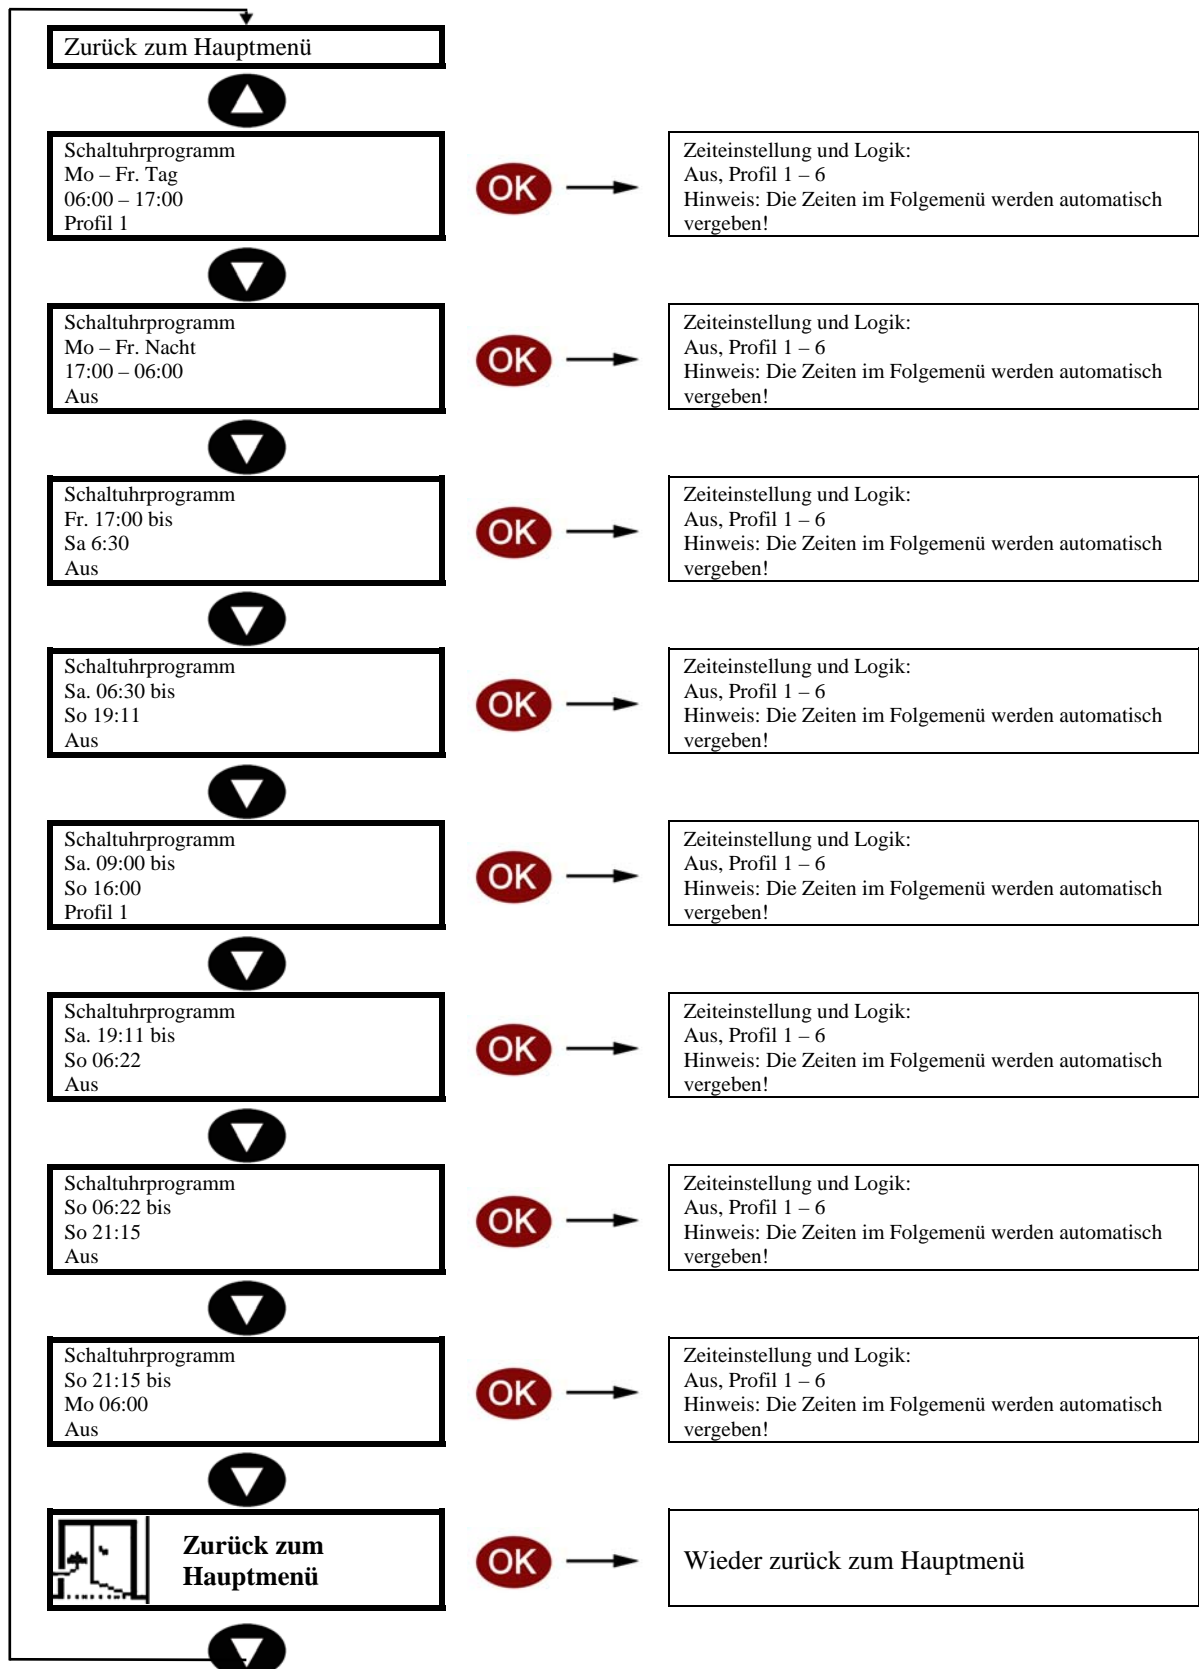 Zurück zum Hauptmenü
Schaltuhrprogramm
Mo – Fr. Tag
06:00 – 17:00
Profil 1
OK
Zeiteinstellung und Logik:
Aus, Profil 1 – 6
Hinweis: Die Zeiten im Folgemenü werden automatisch
vergeben!
Schaltuhrprogramm
Mo – Fr. Nacht
17:00 – 06:00
Aus
OK
Zeiteinstellung und Logik:
Aus, Profil 1 – 6
Hinweis: Die Zeiten im Folgemenü werden automatisch
vergeben!
Schaltuhrprogramm
Fr. 17:00 bis
Sa 6:30
Aus
OK
Zeiteinstellung und Logik:
Aus, Profil 1 – 6
Hinweis: Die Zeiten im Folgemenü werden automatisch
vergeben!
Schaltuhrprogramm
Sa. 06:30 bis
So 19:11
Aus
OK
Zeiteinstellung und Logik:
Aus, Profil 1 – 6
Hinweis: Die Zeiten im Folgemenü werden automatisch
vergeben!
Schaltuhrprogramm
Sa. 09:00 bis
So 16:00
Profil 1
OK
Zeiteinstellung und Logik:
Aus, Profil 1 – 6
Hinweis: Die Zeiten im Folgemenü werden automatisch
vergeben!
Schaltuhrprogramm
Sa. 19:11 bis
So 06:22
Aus
OK
Zeiteinstellung und Logik:
Aus, Profil 1 – 6
Hinweis: Die Zeiten im Folgemenü werden automatisch
vergeben!
Schaltuhrprogramm
So 06:22 bis
So 21:15
Aus
OK
Zeiteinstellung und Logik:
Aus, Profil 1 – 6
Hinweis: Die Zeiten im Folgemenü werden automatisch
vergeben!
Schaltuhrprogramm
So 21:15 bis
Mo 06:00
Aus
OK
Zeiteinstellung und Logik:
Aus, Profil 1 – 6
Hinweis: Die Zeiten im Folgemenü werden automatisch
vergeben!
Zurück zum
Hauptmenü
OK
Wieder zurück zum Hauptmenü